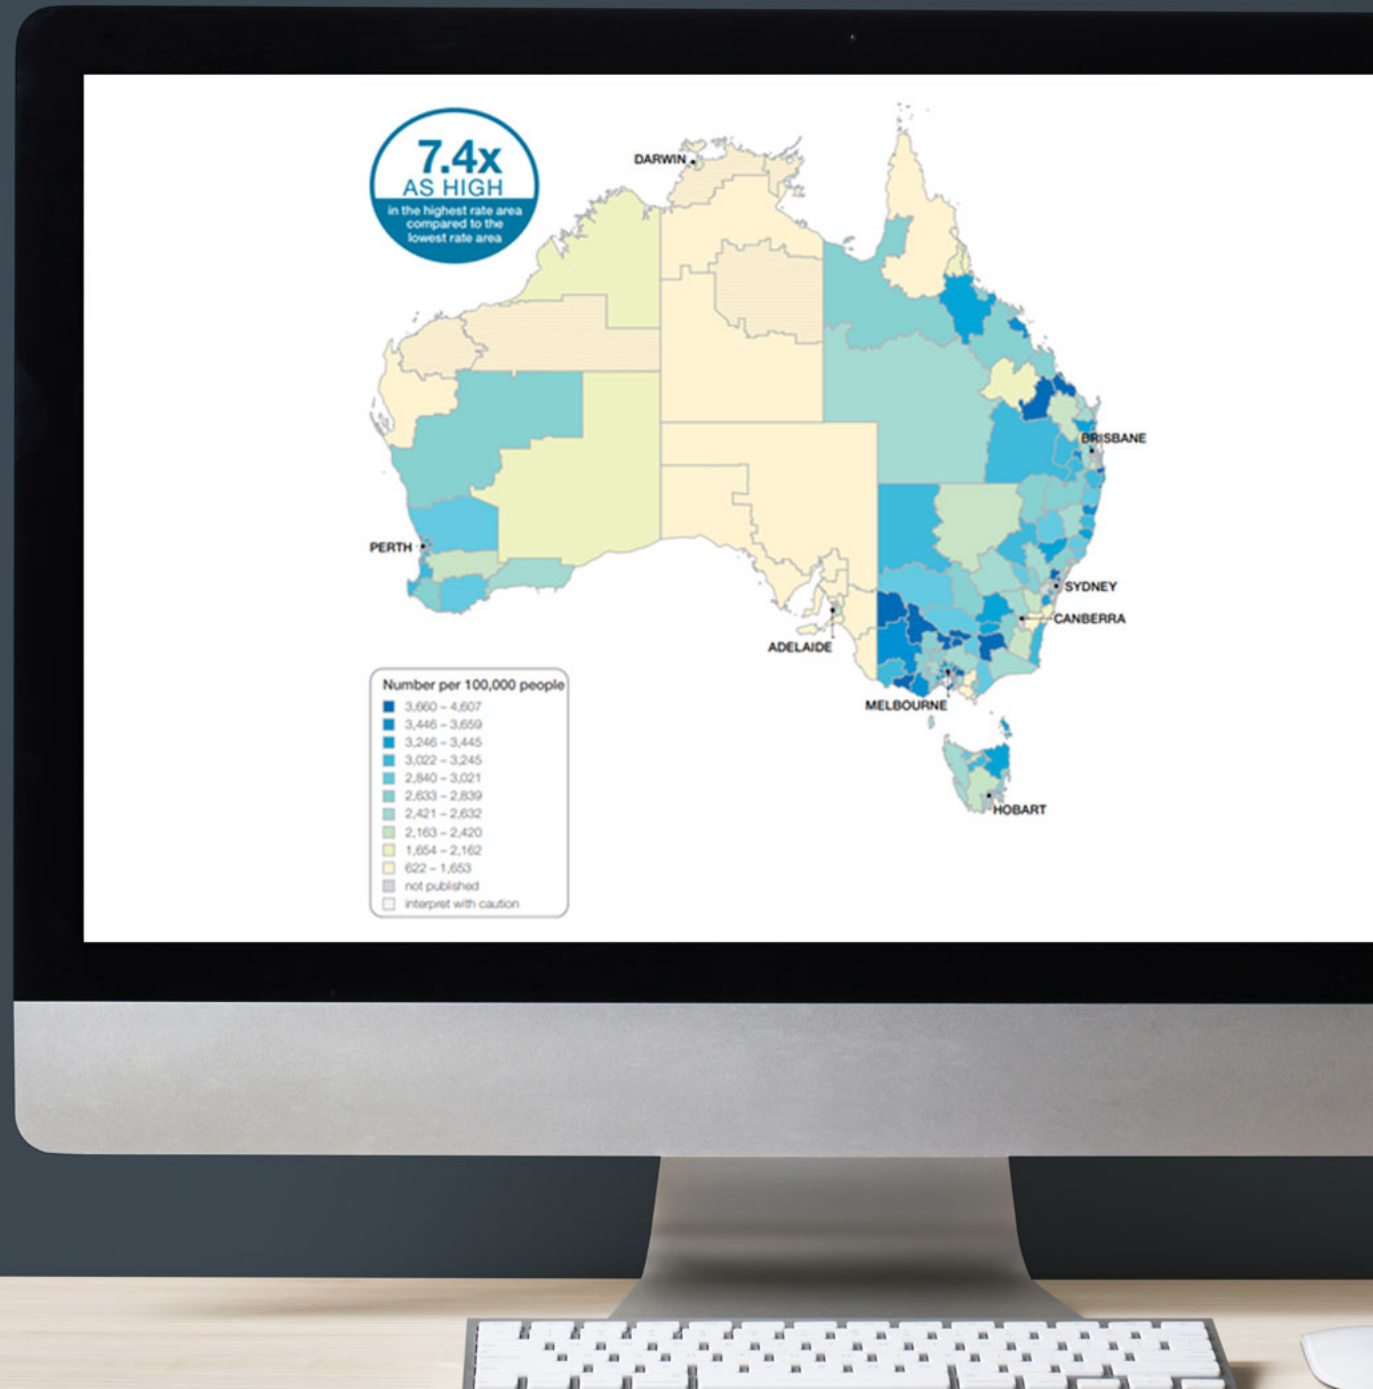 7.4x
AS HIGH
in the highest rate area
compared to the
lowest rate area
DARWIN
BRISBANE
PERTH
SYDNEY
CANBERRA
ADELAIDE
MELBOURNE
HOBART
Number per 100,000 people
3,660 – 4,607
3,446 – 3,659
3,246 – 3,445
3,022 – 3,245
2,840 – 3,021
2,633 – 2,839
2,421 – 2,632
2,163 – 2,420
1,654 – 2,162
622 – 1,653
not published
interpret with caution